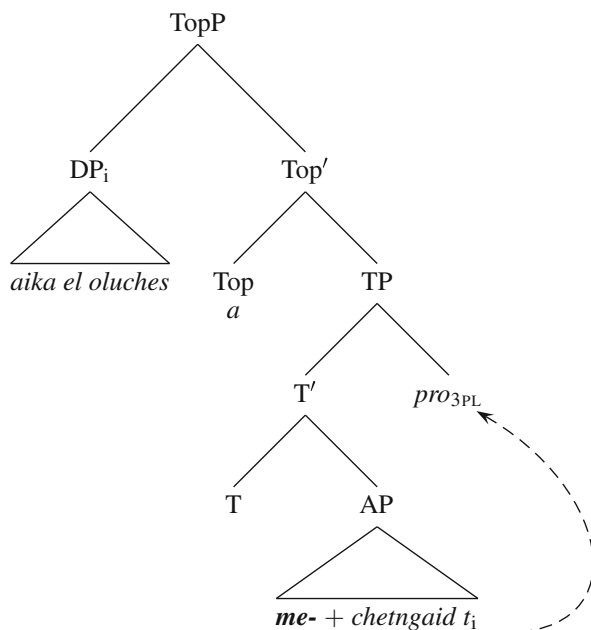 TopP
DPi Top′
aika el oluches Top TP
a
T′ pro3PL
T AP
me- + chetngaid ti